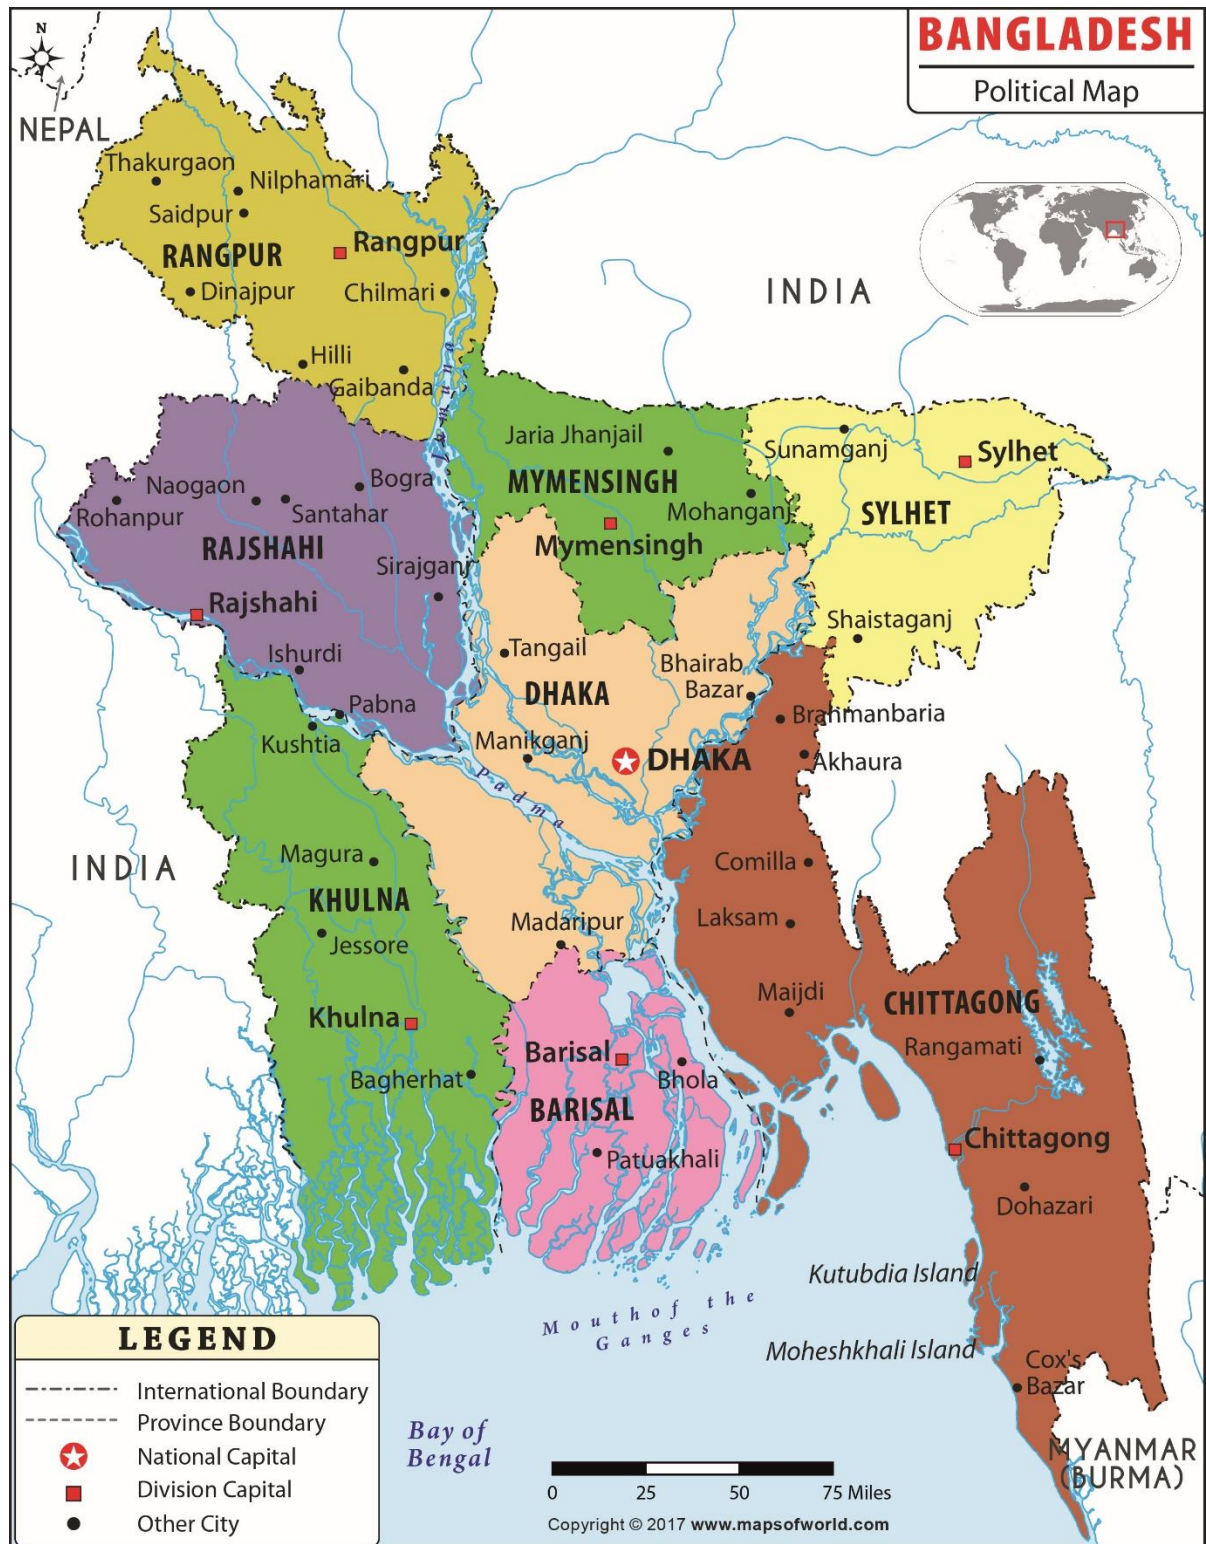 BANGLADESH
Political Map
N
NEPAL
Thakurgaon
Nilphamari
Saidpur
RANGPUR
Rangpur
Dinajpur
Chilmari
INDIA
Hilli
Gaibanda
Jamuna
Jaria Jhanjail
Sunamganj
Sylhet
MYMENSINGH
Bogra
Naogaon
Rohanpur
Santahar
Mohanganj
SYLHET
RAJSHAHI
Mymensingh
Sirajganj
Rajshahi
Shaistaganj
Ishurdi
Tangail
Bhairab
Bazar
DHAKA
Pabna
Brahmanbaria
Kushtia
Manikganj
DHAKA
Akhaura
Padma
INDIA
Magura
Comilla
KHULNA
Madaripur
Laksam
Jessore
Maijdi
CHITTAGONG
Khulna
Barisal
Rangamati
Bagherhat
Bhola
BARISAL
Chittagong
Patuakhali
Dohazari
Kutubdia Island
Mouthof the
Ganges
Moheshkhali Island
Cox's
Bazar
MYANMAR
(BURMA)
Bay of
Bengal
LEGEND
International Boundary
Province Boundary
National Capital
Division Capital
Other City
0 25 50 75 Miles
Copyright © 2017 www.mapsofworld.com